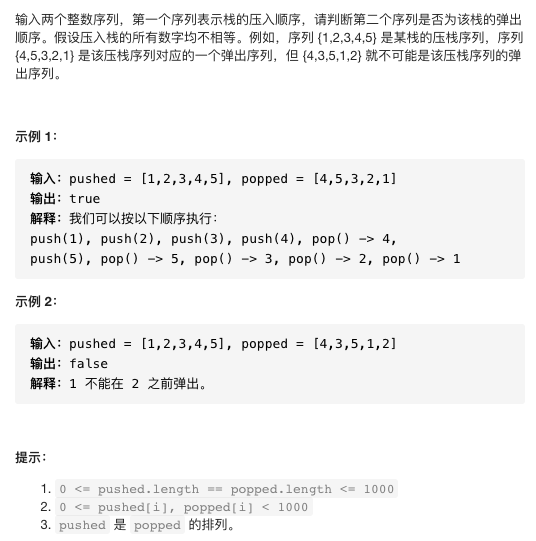 输入两个整数序列，第一个序列表示栈的压入顺序，请判断第二个序列是否为该栈的弹出
顺序。假设压入栈的所有数字均不相等。例如，序列 {1,2,3,4,5} 是某栈的压栈序列，序列
{4,5,3,2,1} 是该压栈序列对应的一个弹出序列，但 {4,3,5,1,2} 就不可能是该压栈序列的弹
出序列。
示例 1：
输入：pushed = [1,2,3,4,5], popped = [4,5,3,2,1]
输出：true
解释：我们可以按以下顺序执行：
push(1), push(2), push(3), push(4), pop() -> 4,
push(5), pop() -> 5, pop() -> 3, pop() -> 2, pop() -> 1
示例 2：
输入：pushed = [1,2,3,4,5], popped = [4,3,5,1,2]
输出：false
解释：1 不能在 2 之前弹出。
提示：
1. 0 <= pushed.length == popped.length <= 1000
2. 0 <= pushed[i], popped[i] < 1000
3. pushed 是 popped 的排列。